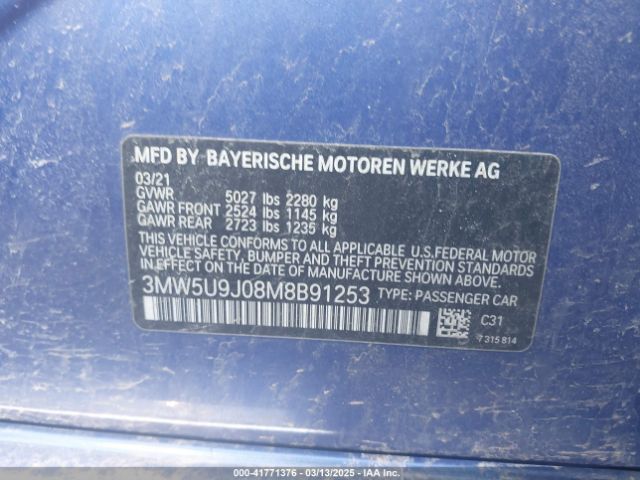 MFD BY BAYERISCHE MOTOREN WERKE AG
03/21
GVWR 5027 lbs 2280 kg
GAWR FRONT 2524 lbs 1145 kg
GAWR REAR 2723 lbs 1235 kg
THIS VEHICLE CONFORMS TO ALL APPLICABLE U.S.FEDERAL MOTOR
VEHICLE SAFETY, BUMPER AND THEFT PREVENTION STANDARDS
IN EFFECT ON THE DATE OF MANUFACTURE SHOWN ABOVE.
3MW5U9J08M8B91253 TYPE: PASSENGER CAR
C31
7 315 814
000-41771376 | 03/13/2025 | IAA Inc.